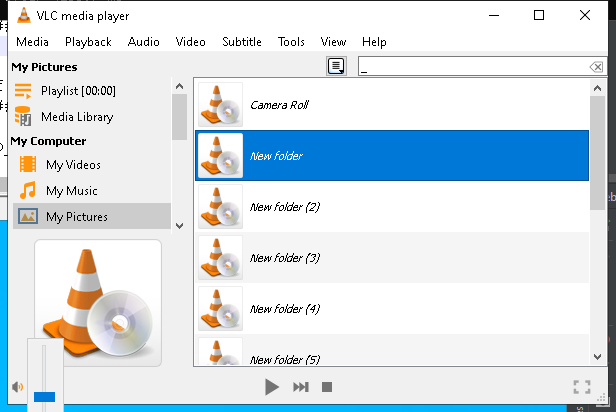 VLC media player
Media Playback Audio Video Subtitle Tools View Help
My Pictures
Playlist [00:00]
Media Library
My Computer
My Videos
My Music
My Pictures
_
Camera Roll
New folder
New folder (2)
New folder (3)
New folder (4)
New folder (5)